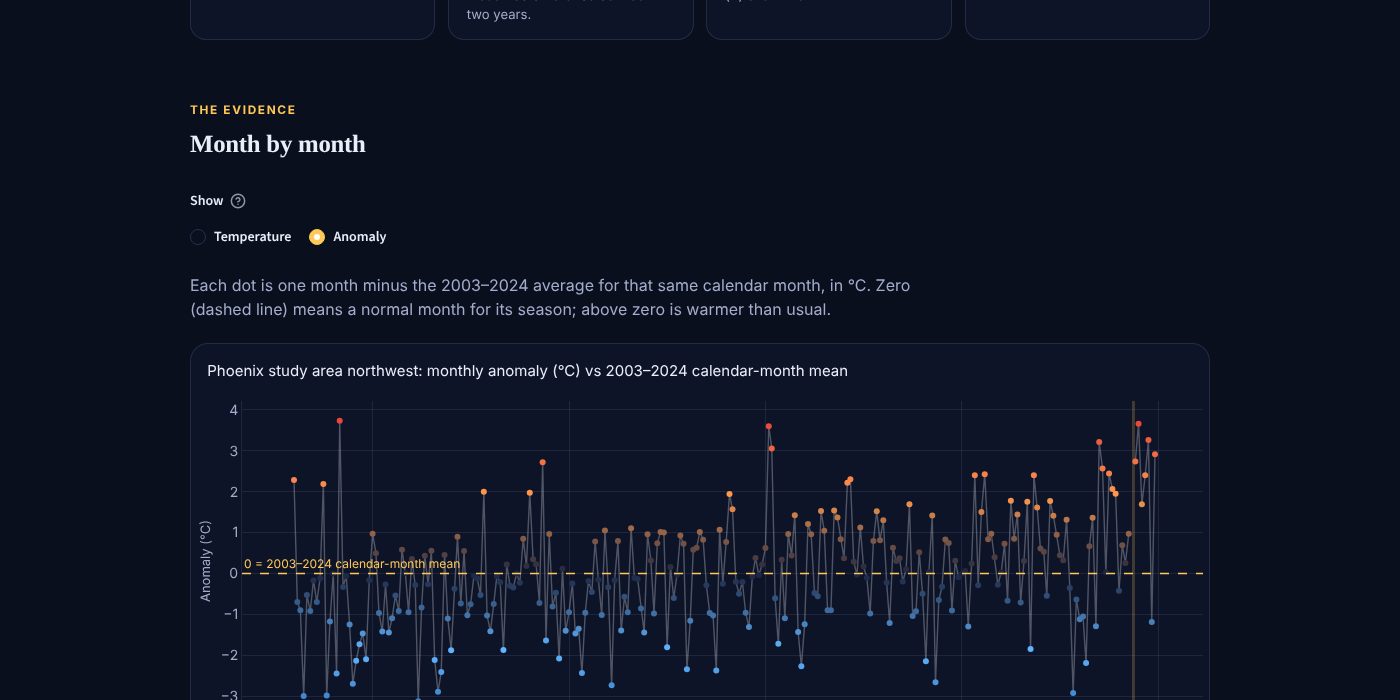 two years.
THE EVIDENCE
Month by month
Show ?
Temperature Anomaly
Each dot is one month minus the 2003–2024 average for that same calendar month, in °C. Zero
(dashed line) means a normal month for its season; above zero is warmer than usual.
Phoenix study area northwest: monthly anomaly (°C) vs 2003–2024 calendar-month mean
4
3
2
1
0 = 2003–2024 calendar-month mean
0
−1
−2
−3
Anomaly (°C)